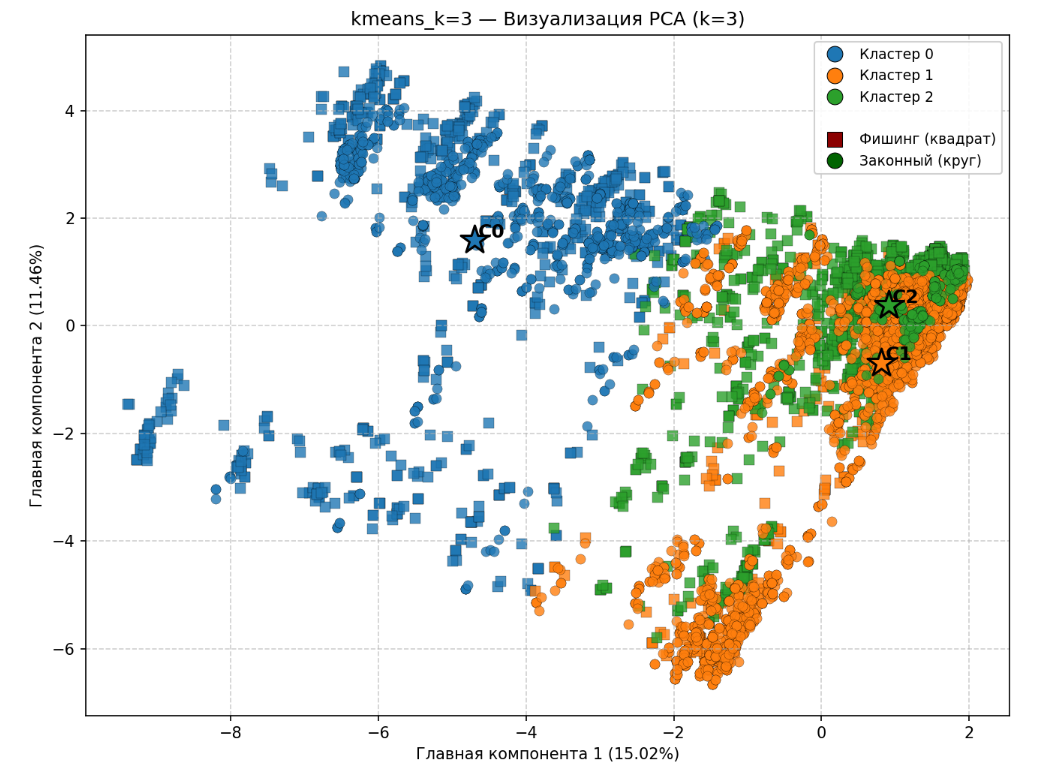 kmeans_k=3 — Визуализация PCA (k=3)
Кластер 0
Кластер 1
Кластер 2
Фишинг (квадрат)
Законный (круг)
Главная компонента 2 (11.46%)
4
2
0
−2
−4
−6
C0
C2
C1
−8
−6
−4
−2
0
2
Главная компонента 1 (15.02%)